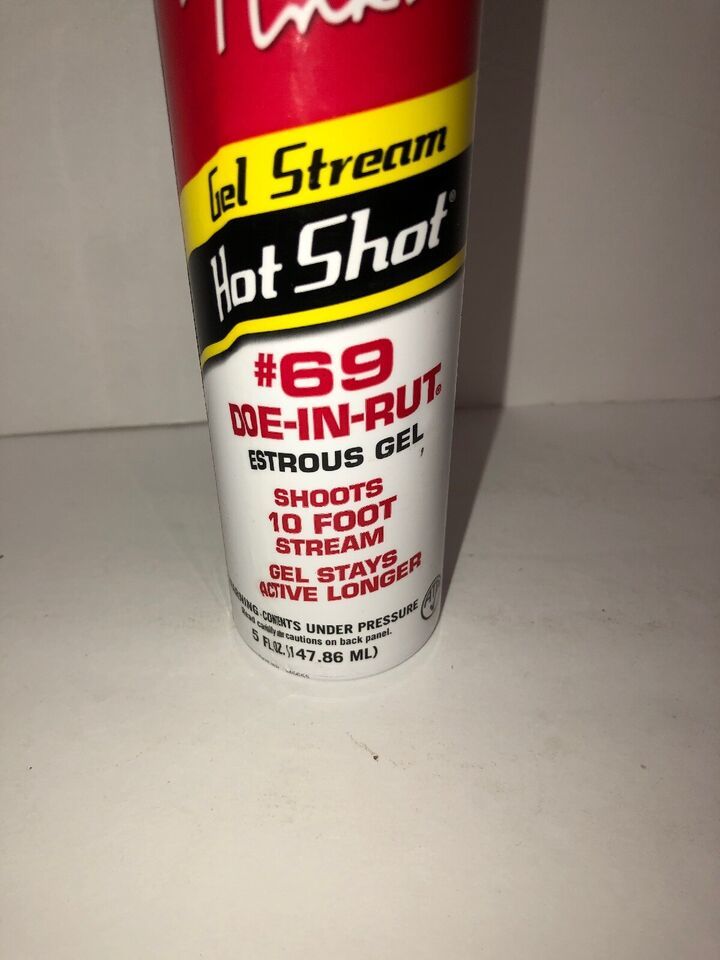 Gel Stream
Hot Shot®
#69
DOE-IN-RUT®
ESTROUS GEL
SHOOTS
10 FOOT
STREAM
GEL STAYS
ACTIVE LONGER
CONTENTS UNDER PRESSURE
Read cautions on back panel.
5 FL.OZ. (147.86 ML)